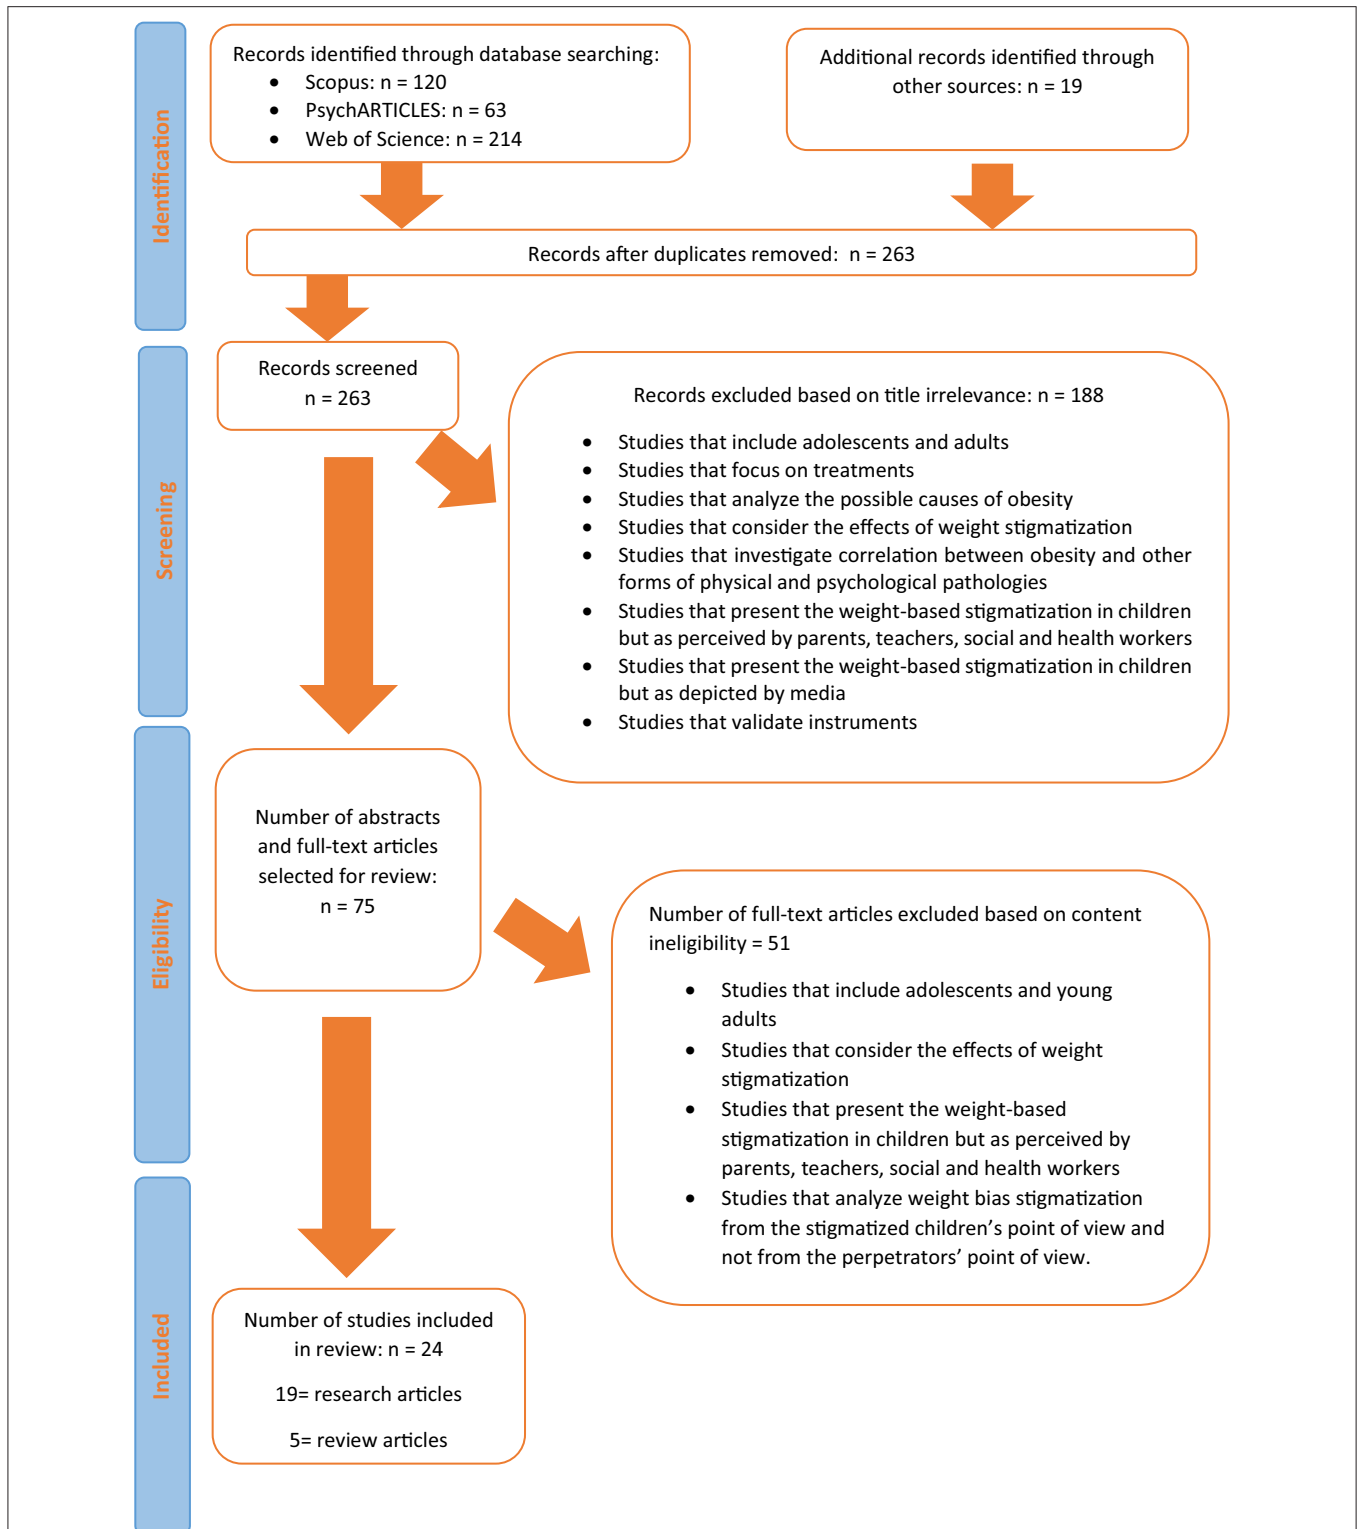 Identification
Records identified through database searching:
• Scopus: n = 120
• PsychARTICLES: n = 63
• Web of Science: n = 214
Additional records identified through
other sources: n = 19
Records after duplicates removed: n = 263
Screening
Records screened
n = 263
Records excluded based on title irrelevance: n = 188
• Studies that include adolescents and adults
• Studies that focus on treatments
• Studies that analyze the possible causes of obesity
• Studies that consider the effects of weight stigmatization
• Studies that investigate correlation between obesity and other
forms of physical and psychological pathologies
• Studies that present the weight-based stigmatization in children
but as perceived by parents, teachers, social and health workers
• Studies that present the weight-based stigmatization in children
but as depicted by media
• Studies that validate instruments
Eligibility
Number of abstracts
and full-text articles
selected for review:
n = 75
Number of full-text articles excluded based on content
ineligibility = 51
• Studies that include adolescents and young
adults
• Studies that consider the effects of weight
stigmatization
• Studies that present the weight-based
stigmatization in children but as perceived by
parents, teachers, social and health workers
• Studies that analyze weight bias stigmatization
from the stigmatized children’s point of view and
not from the perpetrators’ point of view.
Included
Number of studies included
in review: n = 24
19= research articles
5= review articles